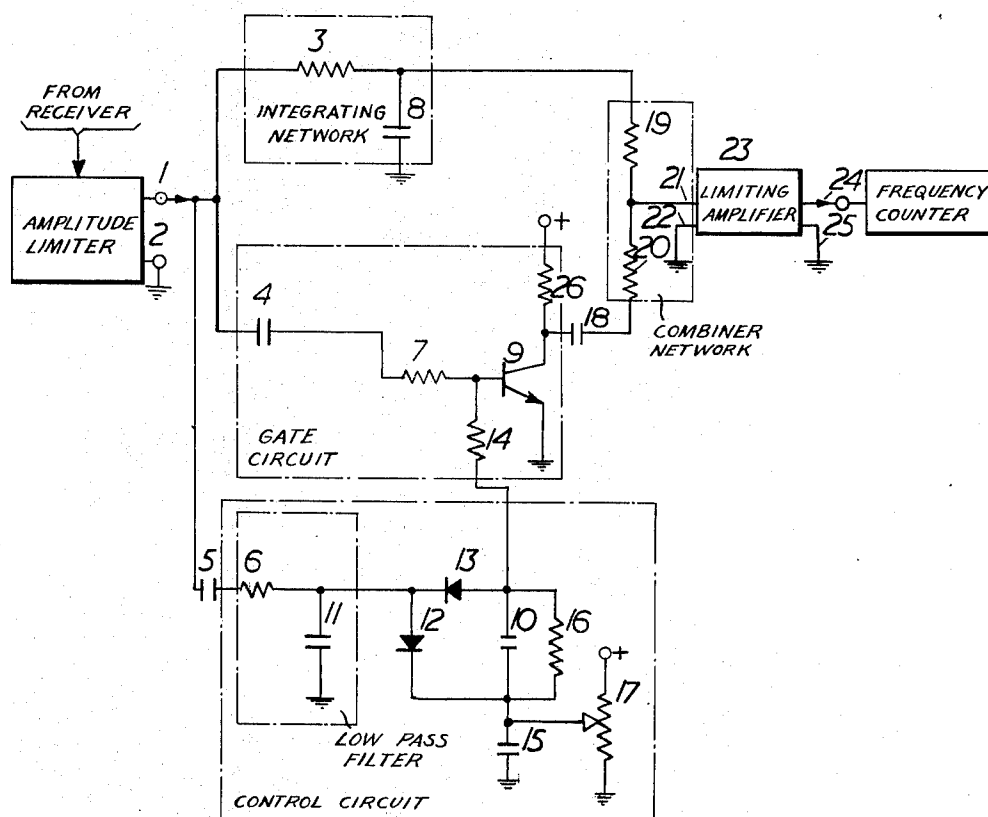 FROM
RECEIVER
AMPLITUDE
LIMITER
1
2
3
INTEGRATING
NETWORK
8
19
21
22
20
23
LIMITING
AMPLIFIER
24
25
FREQUENCY
COUNTER
COMBINER
NETWORK
+
26
18
4
7
9
14
GATE
CIRCUIT
5
6
11
13
12
10
16
+
17
15
LOW PASS
FILTER
CONTROL CIRCUIT